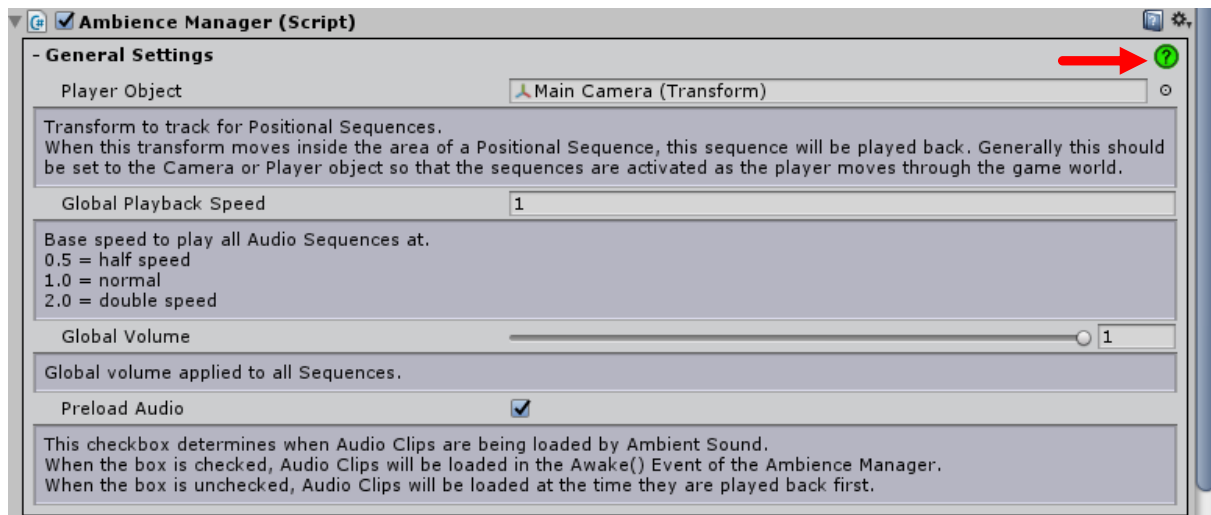 Ambience Manager (Script)
- General Settings
?
Player Object
Main Camera (Transform)
Transform to track for Positional Sequences.
When this transform moves inside the area of a Positional Sequence, this sequence will be played back. Generally this should
be set to the Camera or Player object so that the sequences are activated as the player moves through the game world.
Global Playback Speed
1
Base speed to play all Audio Sequences at.
0.5 = half speed
1.0 = normal
2.0 = double speed
Global Volume
1
Global volume applied to all Sequences.
Preload Audio
This checkbox determines when Audio Clips are being loaded by Ambient Sound.
When the box is checked, Audio Clips will be loaded in the Awake() Event of the Ambience Manager.
When the box is unchecked, Audio Clips will be loaded at the time they are played back first.